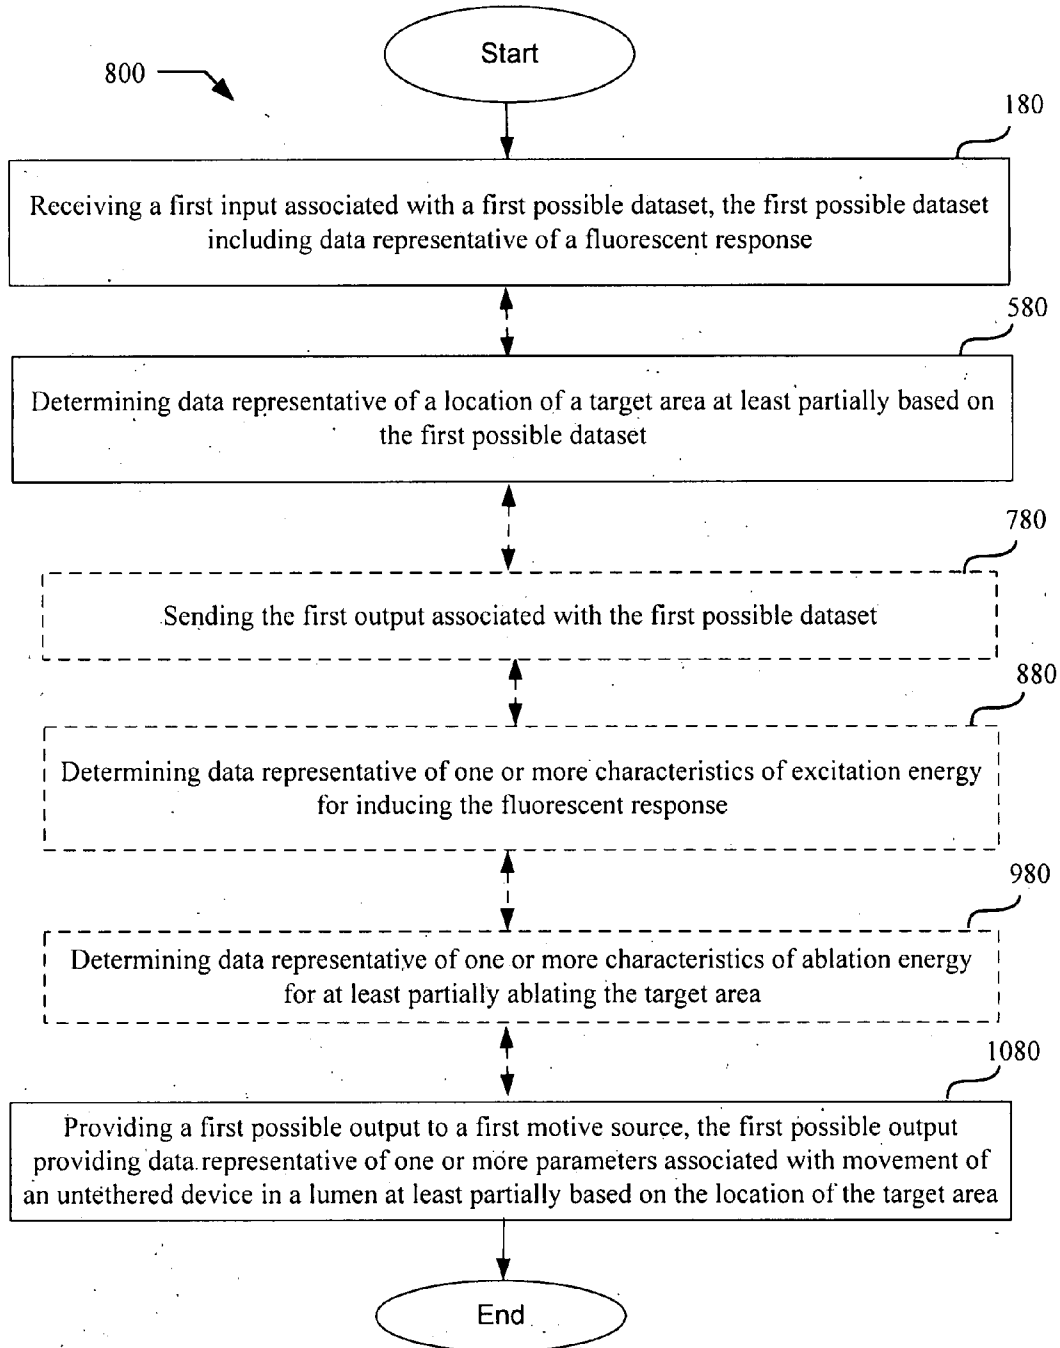 Start
800
180
Receiving a first input associated with a first possible dataset, the first possible dataset
including data representative of a fluorescent response
580
Determining data representative of a location of a target area at least partially based on
the first possible dataset
780
Sending the first output associated with the first possible dataset
880
Determining data representative of one or more characteristics of excitation energy
for inducing the fluorescent response
980
Determining data representative of one or more characteristics of ablation energy
for at least partially ablating the target area
1080
Providing a first possible output to a first motive source, the first possible output
providing data representative of one or more parameters associated with movement of
an untethered device in a lumen at least partially based on the location of the target area
End